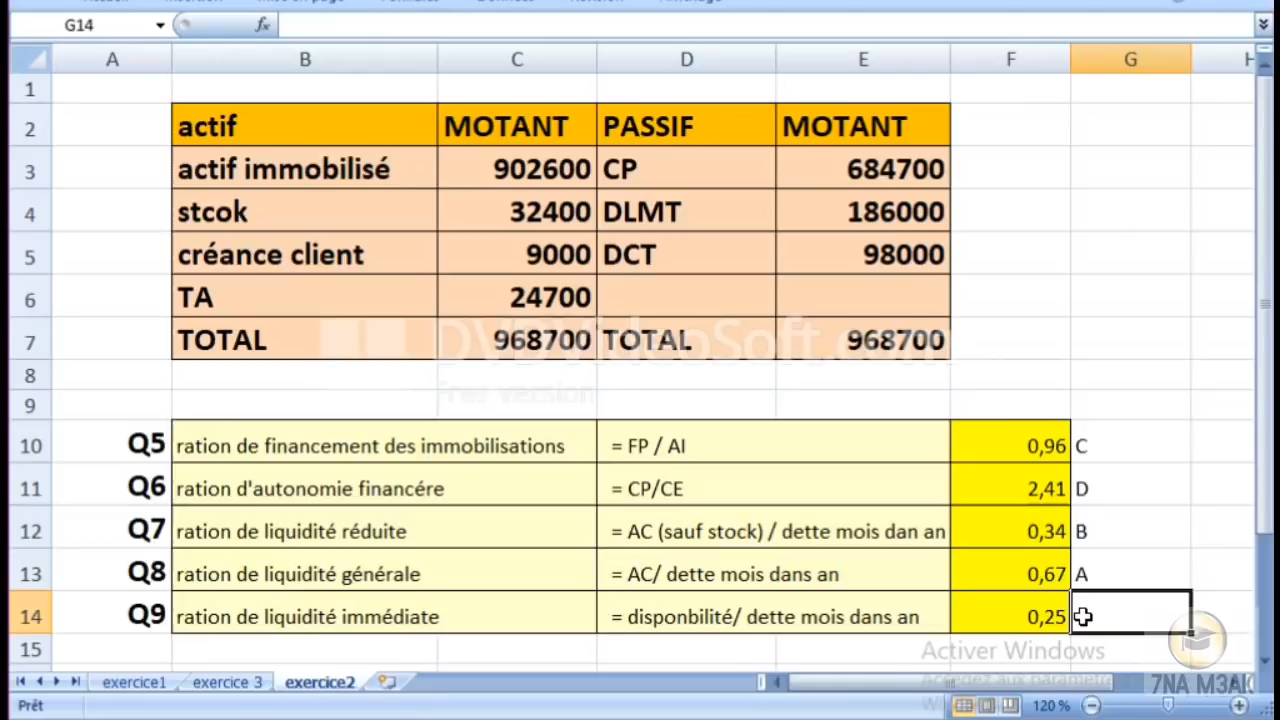 G14
fx
A B C D E F G H
1
2 actif MOTANT PASSIF MOTANT
3 actif immobilisé 902600 CP 684700
4 stcok 32400 DLMT 186000
5 créance client 9000 DCT 98000
6 TA 24700
7 TOTAL 968700 TOTAL 968700
DVDVideoSoft.com
8
Free version
9
10 Q5 ration de financement des immobilisations = FP / AI 0,96 C
11 Q6 ration d'autonomie financére = CP/CE 2,41 D
12 Q7 ration de liquidité réduite = AC (sauf stock) / dette mois dan an 0,34 B
13 Q8 ration de liquidité générale = AC/ dette mois dans an 0,67 A
14 Q9 ration de liquidité immédiate = disponbilité/ dette mois dans an 0,25
15
Activer Windows
exercice1 exercice 3 exercice2
7NA M3AK
Prêt 120 %